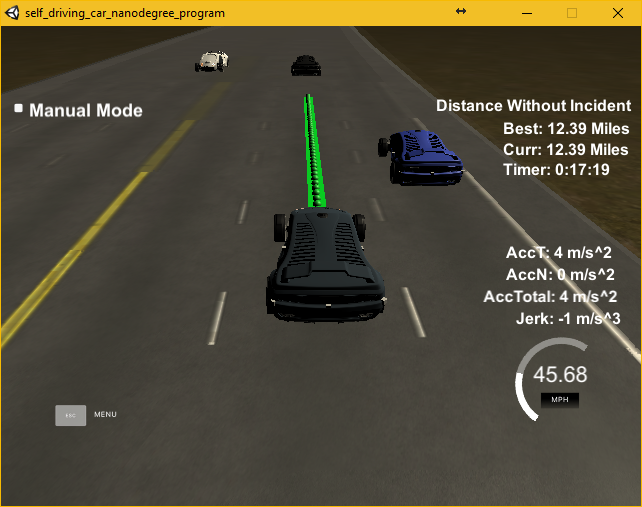 self_driving_car_nanodegree_program
Manual Mode
Distance Without Incident
Best: 12.39 Miles
Curr: 12.39 Miles
Timer: 0:17:19
AccT: 4 m/s^2
AccN: 0 m/s^2
AccTotal: 4 m/s^2
Jerk: -1 m/s^3
45.68
MPH
ESC MENU